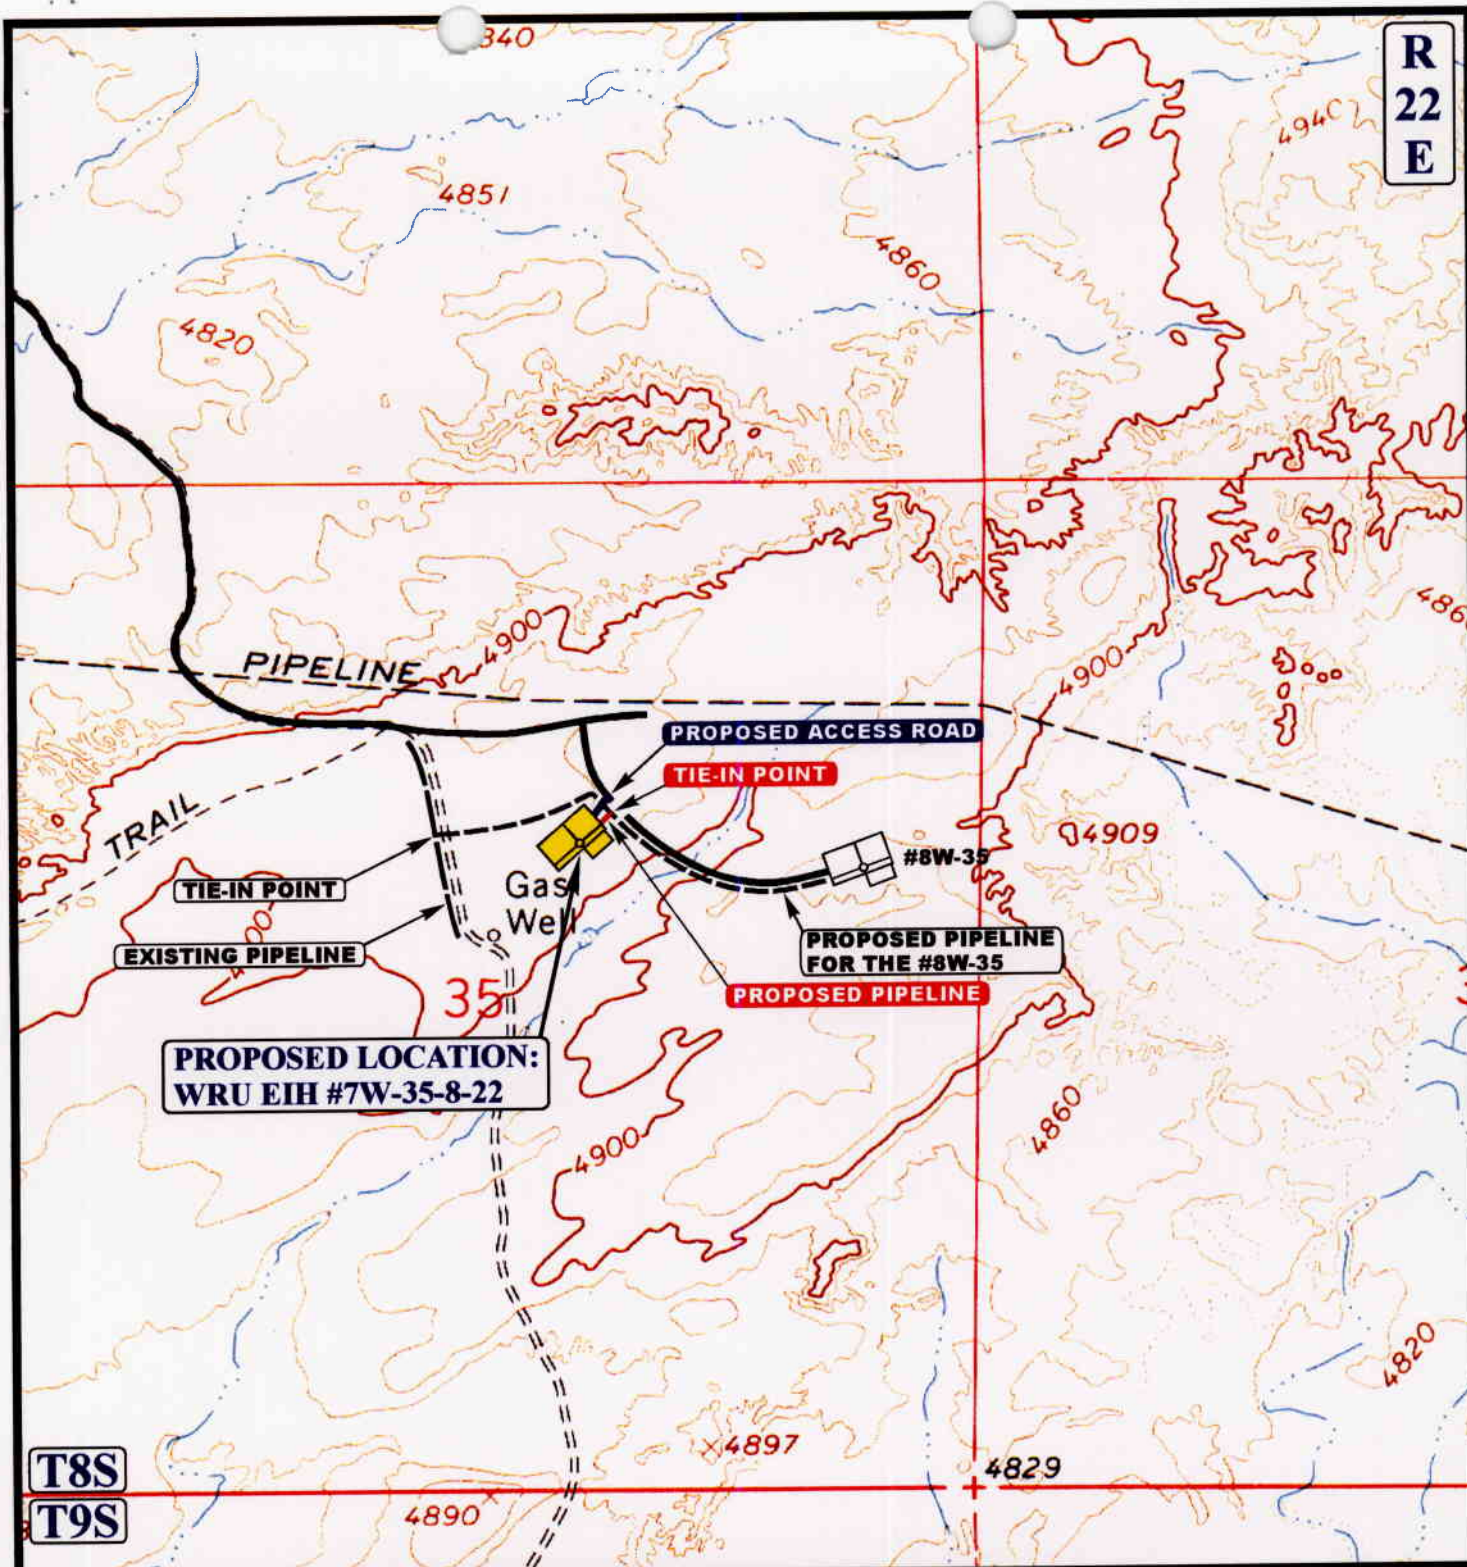 R
22
E
4940
4851
4860
4820
4900
PIPELINE
4900
PROPOSED ACCESS ROAD
TIE-IN POINT
TRAIL
4909
#8W-35
TIE-IN POINT
Gas
Well
EXISTING PIPELINE
PROPOSED PIPELINE
FOR THE #8W-35
PROPOSED PIPELINE
35
PROPOSED LOCATION:
WRU EIH #7W-35-8-22
4860
4900
4820
4897
4829
T8S
4890
T9S